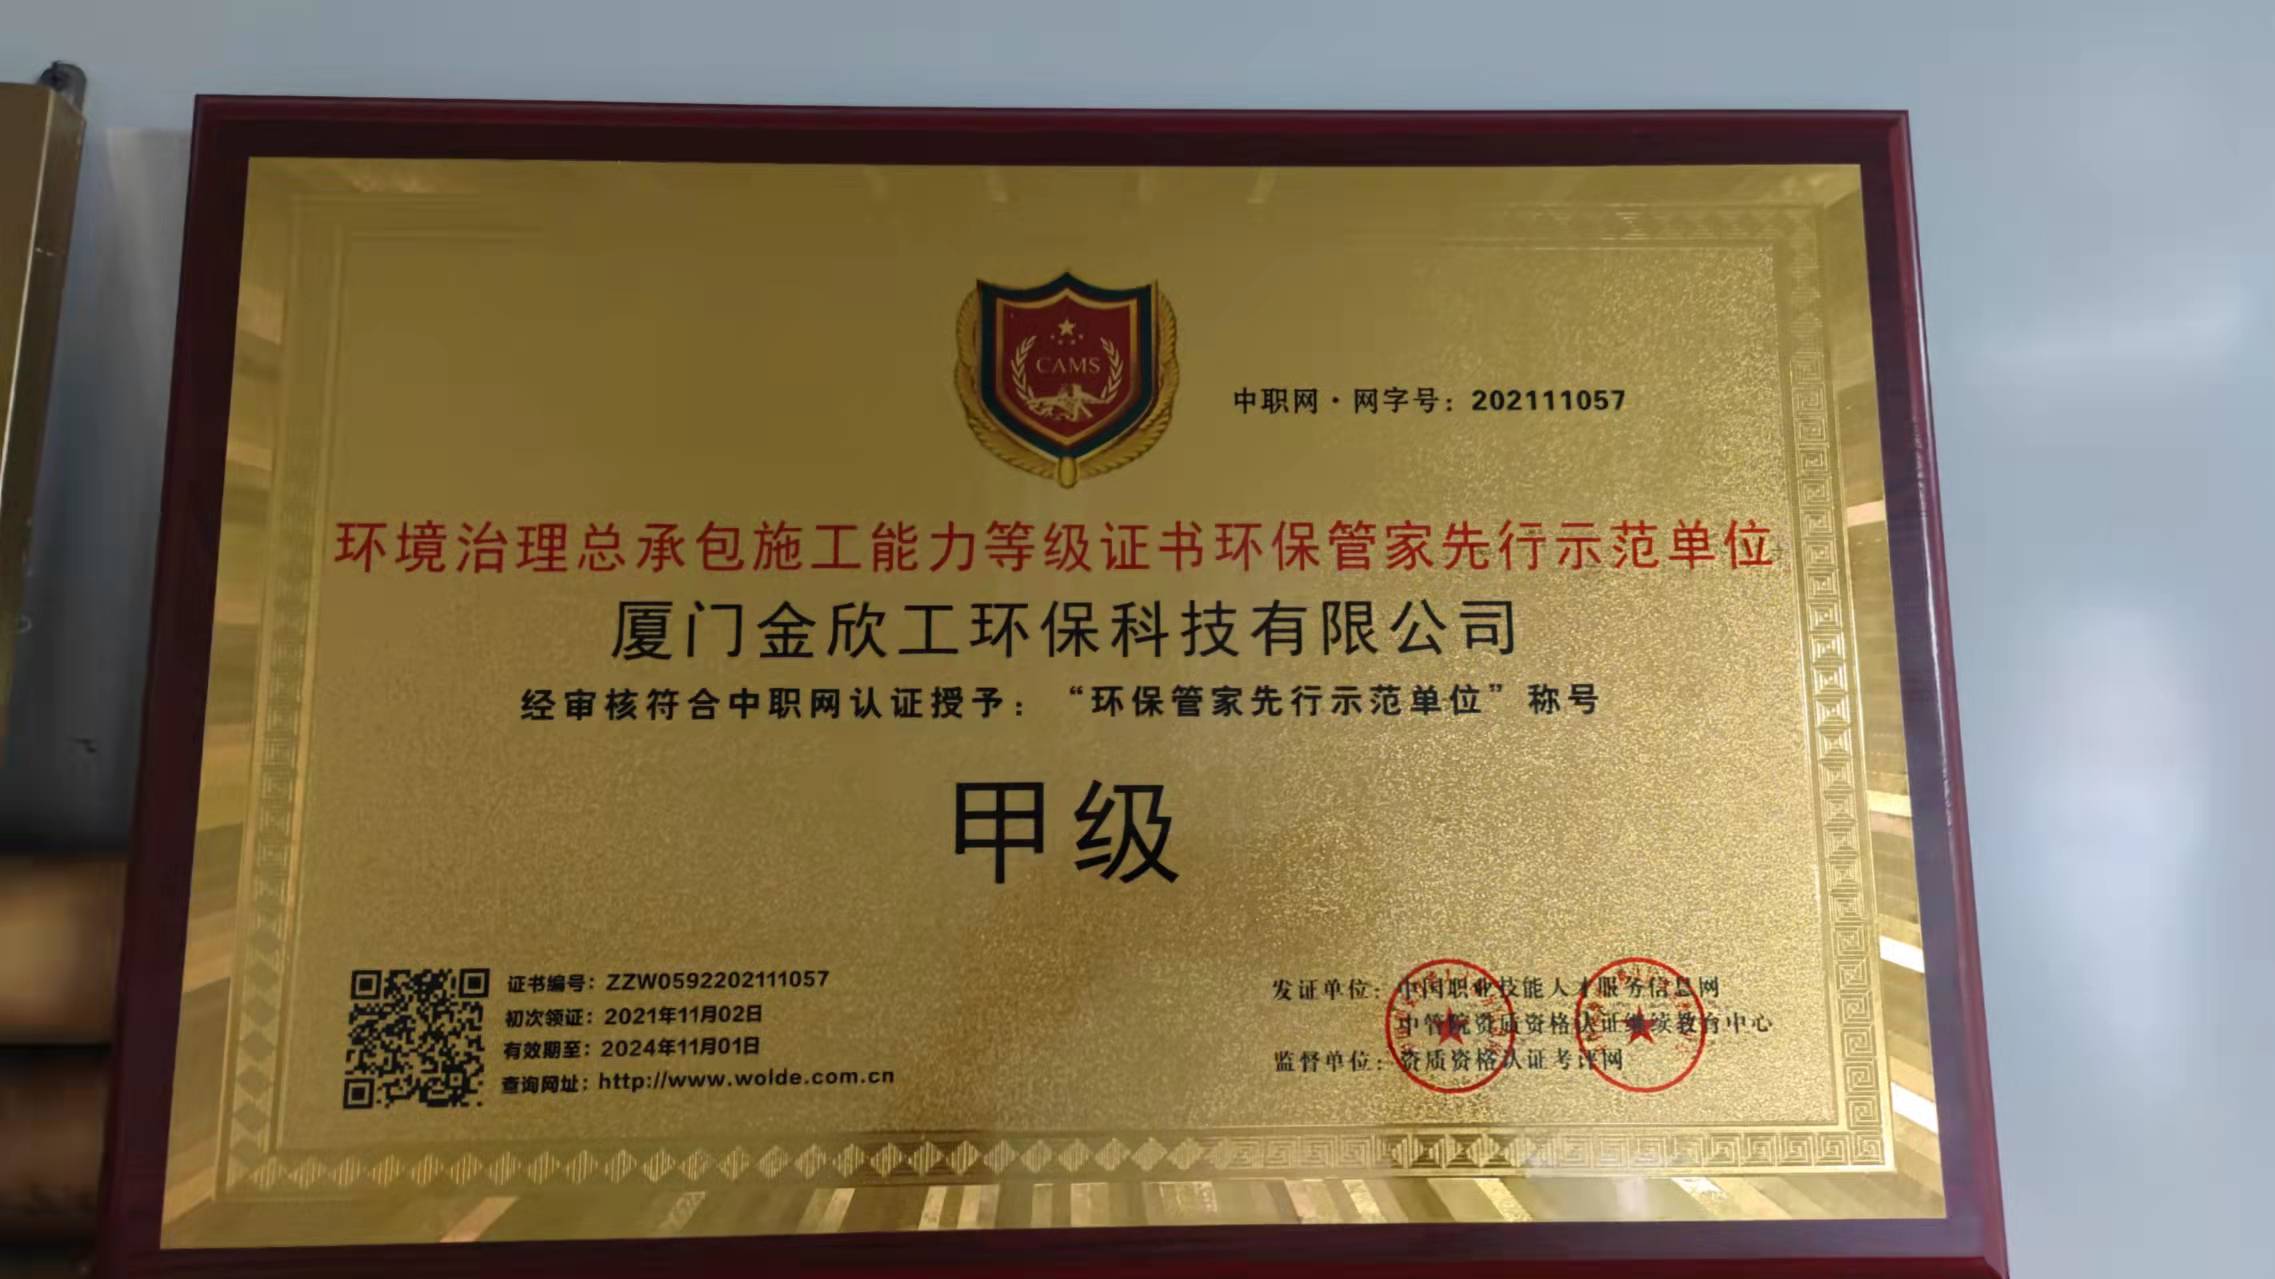 CAMS
中职网·网字号：202111057
环境治理总承包施工能力等级证书环保管家先行示范单位
厦门金欣工环保科技有限公司
经审核符合中职网认证授予：“环保管家先行示范单位”称号
甲级
证书编号：ZZW0592202111057
初次领证：2021年11月02日
有效期至：2024年11月01日
查询网址：http://www.wolde.com.cn
发证单位：中国职业技能人才服务信息网
中管院资质资格认证继续教育中心
监督单位：资质资格认证考评网